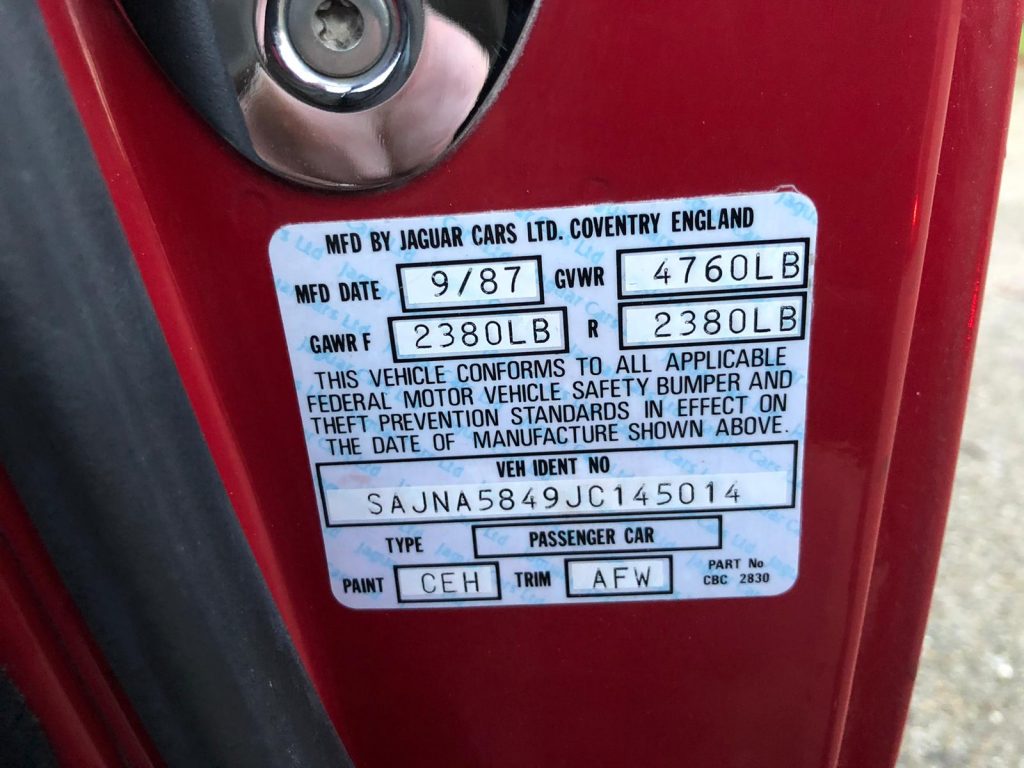 MFD BY JAGUAR CARS LTD. COVENTRY ENGLAND
MFD DATE 9/87 GVWR 4760LB
GAWR F 2380LB R 2380LB
THIS VEHICLE CONFORMS TO ALL APPLICABLE
FEDERAL MOTOR VEHICLE SAFETY BUMPER AND
THEFT PREVENTION STANDARDS IN EFFECT ON
THE DATE OF MANUFACTURE SHOWN ABOVE.
VEH IDENT NO
SAJNA5849JC145014
TYPE PASSENGER CAR
PAINT CEH TRIM AFW PART No
CBC 2830